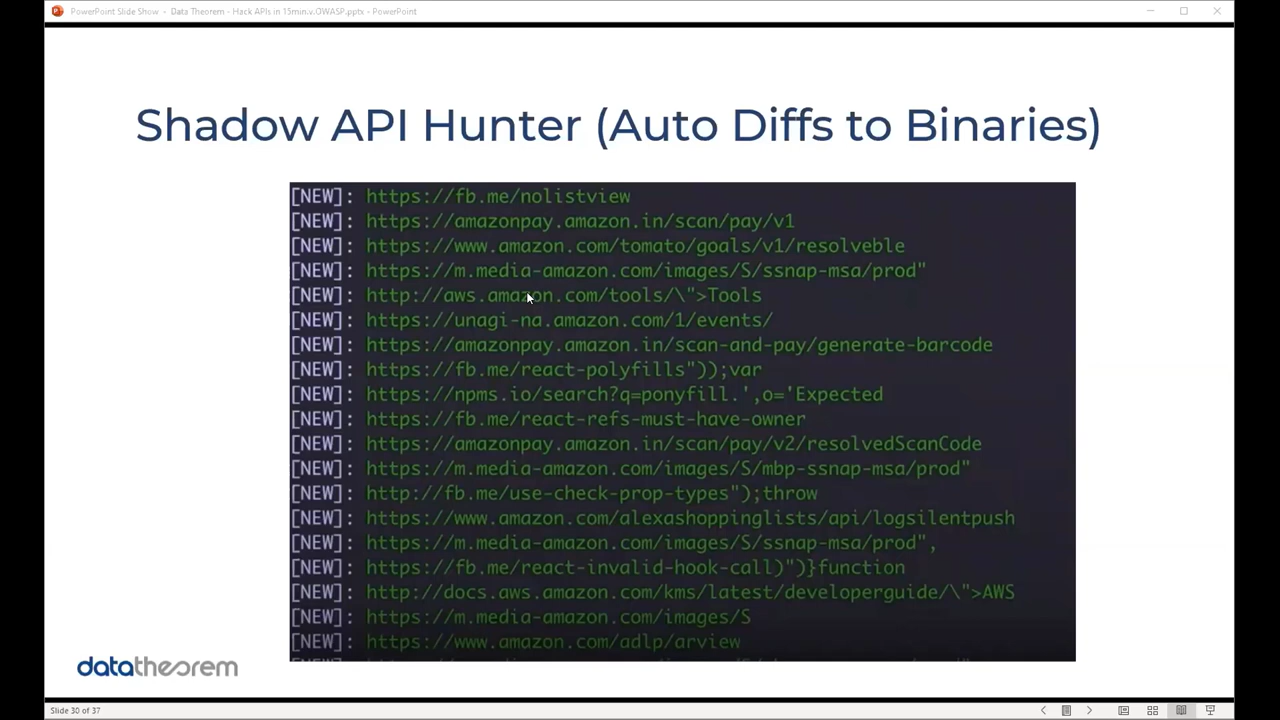 PowerPoint Slide Show - Data Theorem - Hack APIs in 15min.v.OWASP.pptx - PowerPoint
Shadow API Hunter (Auto Diffs to Binaries)
[NEW]: https://fb.me/nolistview
[NEW]: https://amazonpay.amazon.in/scan/pay/v1
[NEW]: https://www.amazon.com/tomato/goals/v1/resolveble
[NEW]: https://m.media-amazon.com/images/S/ssnap-msa/prod"
[NEW]: http://aws.amazon.com/tools/\">Tools
[NEW]: https://unagi-na.amazon.com/1/events/
[NEW]: https://amazonpay.amazon.in/scan-and-pay/generate-barcode
[NEW]: https://fb.me/react-polyfills"));var
[NEW]: https://npms.io/search?q=ponyfill.',o='Expected
[NEW]: https://fb.me/react-refs-must-have-owner
[NEW]: https://amazonpay.amazon.in/scan/pay/v2/resolvedScanCode
[NEW]: https://m.media-amazon.com/images/S/mbp-ssnap-msa/prod"
[NEW]: http://fb.me/use-check-prop-types");throw
[NEW]: https://www.amazon.com/alexashoppinglists/api/logsilentpush
[NEW]: https://m.media-amazon.com/images/S/ssnap-msa/prod",
[NEW]: https://fb.me/react-invalid-hook-call)")}function
[NEW]: http://docs.aws.amazon.com/kms/latest/developerguide/\">AWS
[NEW]: https://m.media-amazon.com/images/S
[NEW]: https://www.amazon.com/adlp/arview
datatheorem
Slide 30 of 37